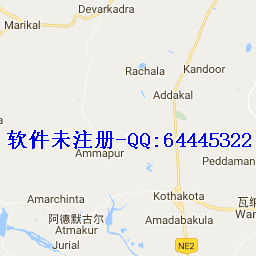 Devarkadra
Marikal
Rachala
Kandoor
Addakal
软件未注册-QQ:64445322
Ammapur
Peddaman
Amarchinta
Kothakota
瓦纳
Wan
阿德默古尔
Atmakur
Amadabakula
Jurial
NE2